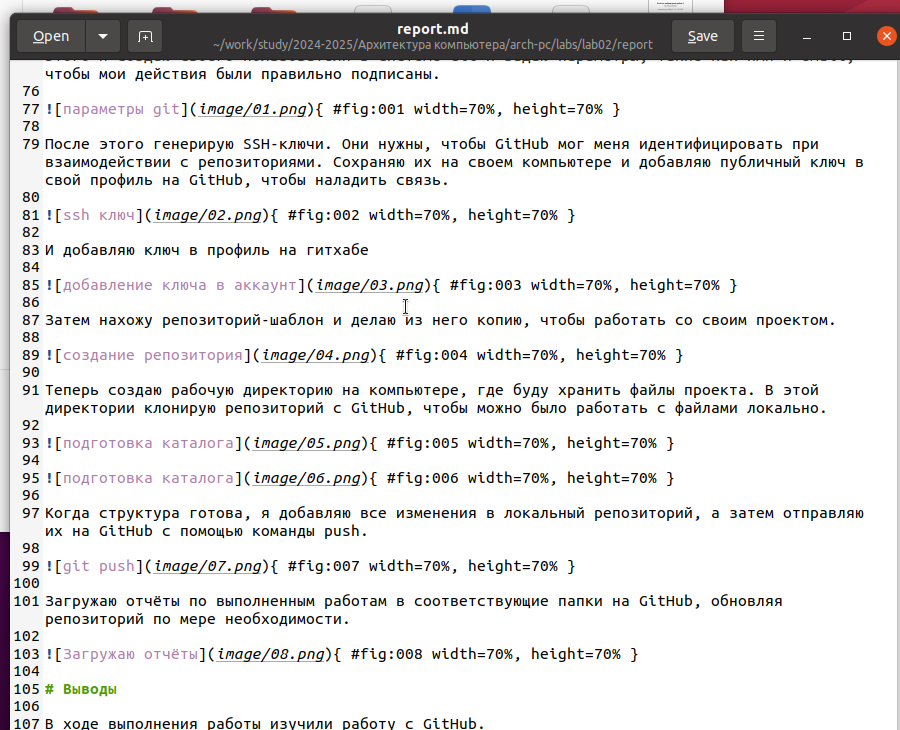 Open
report.md
~/work/study/2024-2025/Архитектура компьютера/arch-pc/labs/lab02/report
Save
чтобы мои действия были правильно подписаны.
76
77 ![параметры git](image/01.png){ #fig:001 width=70%, height=70% }
78
79 После этого генерирую SSH-ключи. Они нужны, чтобы GitHub мог меня идентифицировать при
взаимодействии с репозиториями. Сохраняю их на своем компьютере и добавляю публичный ключ в
свой профиль на GitHub, чтобы наладить связь.
80
81 ![ssh ключ](image/02.png){ #fig:002 width=70%, height=70% }
82
83 И добавляю ключ в профиль на гитхабе
84
85 ![добавление ключа в аккаунт](image/03.png){ #fig:003 width=70%, height=70% }
86
87 Затем нахожу репозиторий-шаблон и делаю из него копию, чтобы работать со своим проектом.
88
89 ![создание репозитория](image/04.png){ #fig:004 width=70%, height=70% }
90
91 Теперь создаю рабочую директорию на компьютере, где буду хранить файлы проекта. В этой
директории клонирую репозиторий с GitHub, чтобы можно было работать с файлами локально.
92
93 ![подготовка каталога](image/05.png){ #fig:005 width=70%, height=70% }
94
95 ![подготовка каталога](image/06.png){ #fig:006 width=70%, height=70% }
96
97 Когда структура готова, я добавляю все изменения в локальный репозиторий, а затем отправляю
их на GitHub с помощью команды push.
98
99 ![git push](image/07.png){ #fig:007 width=70%, height=70% }
100
101 Загружаю отчёты по выполненным работам в соответствующие папки на GitHub, обновляя
репозиторий по мере необходимости.
102
103 ![Загружаю отчёты](image/08.png){ #fig:008 width=70%, height=70% }
104
105 # Выводы
106
107 В ходе выполнения работы изучили работу с GitHub.